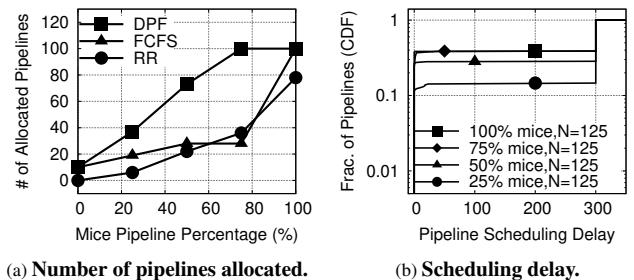 120
100
80
60
40
20
0
# of Allocated Pipelines
DPF
FCFS
RR
0 20 40 60 80 100
Mice Pipeline Percentage (%)
(a) Number of pipelines allocated.
1
0.1
0.01
Frac. of Pipelines (CDF)
100% mice,N=125
75% mice,N=125
50% mice,N=125
25% mice,N=125
0 100 200 300
Pipeline Scheduling Delay
(b) Scheduling delay.